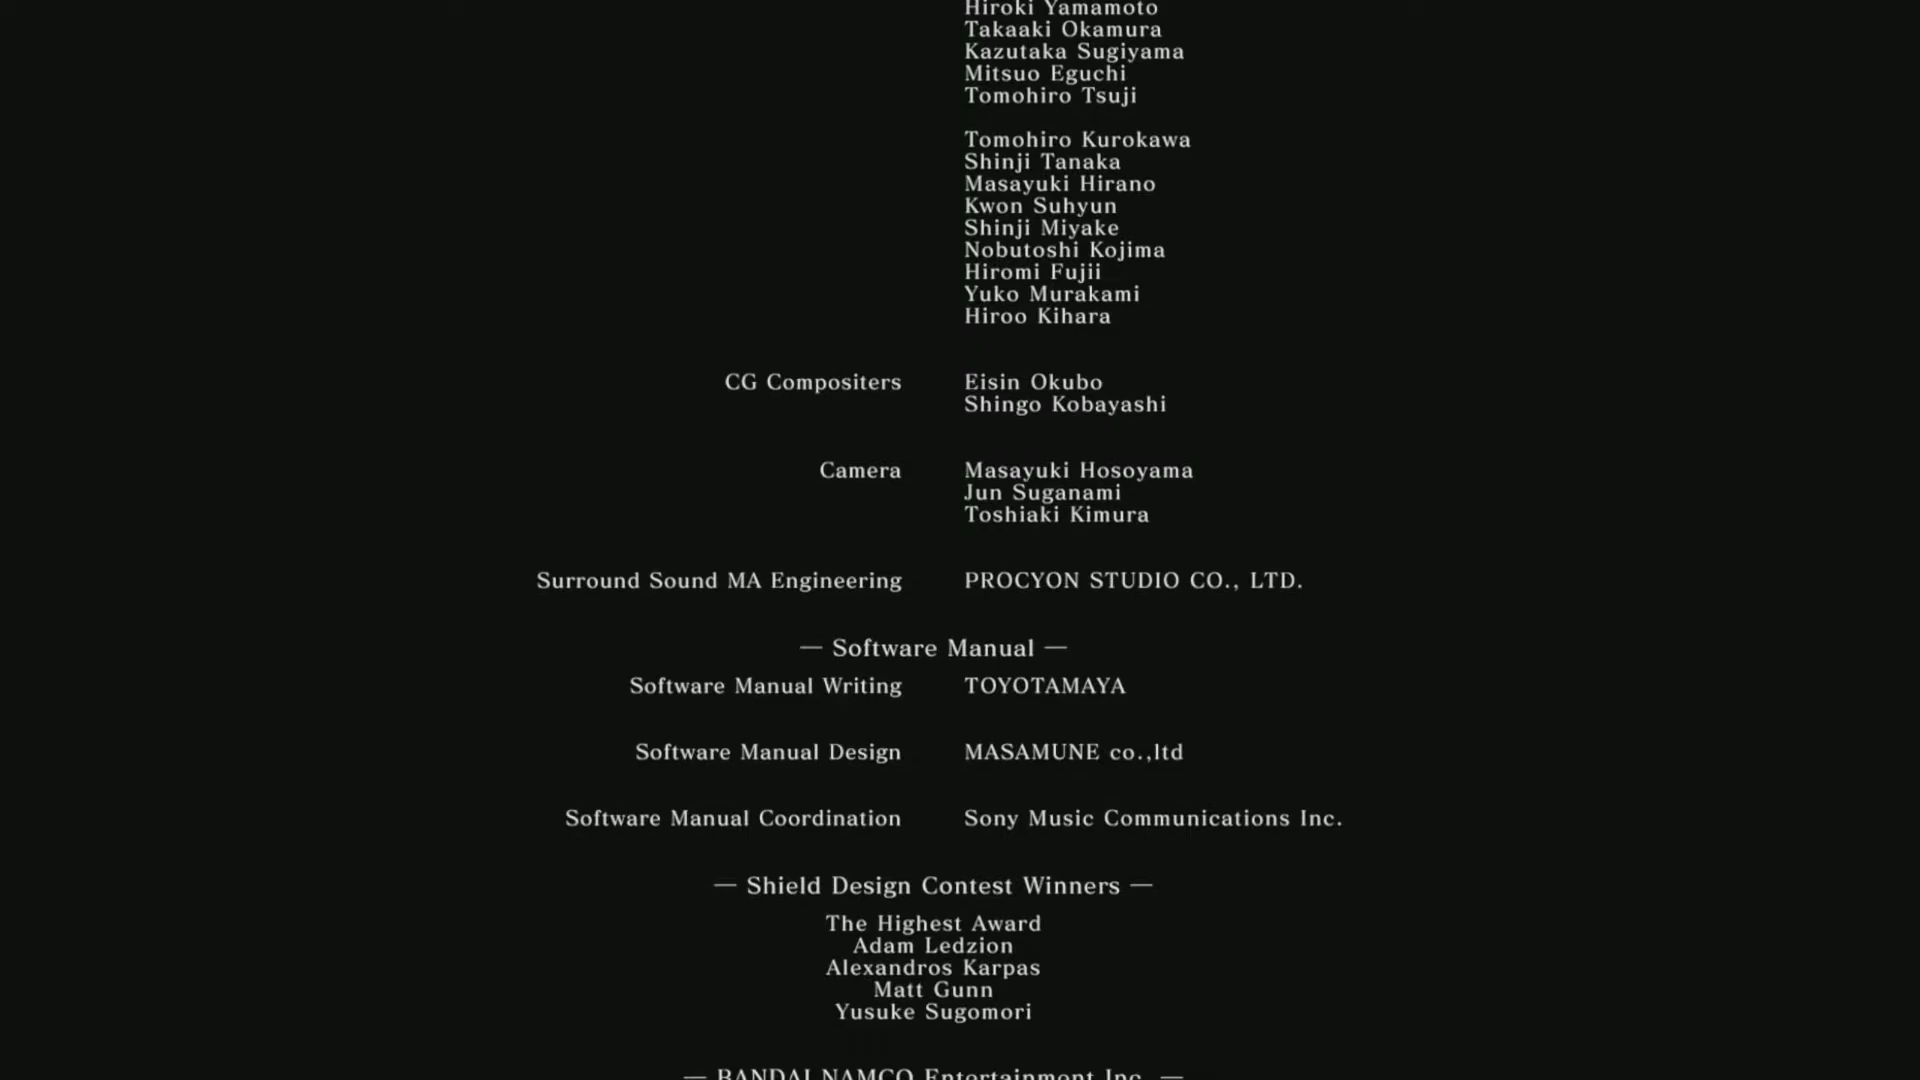 Hiroki Yamamoto
Takaaki Okamura
Kazutaka Sugiyama
Mitsuo Eguchi
Tomohiro Tsuji
Tomohiro Kurokawa
Shinji Tanaka
Masayuki Hirano
Kwon Suhyun
Shinji Miyake
Nobutoshi Kojima
Hiromi Fujii
Yuko Murakami
Hiroo Kihara
CG Compositers Eisin Okubo
Shingo Kobayashi
Camera Masayuki Hosoyama
Jun Suganami
Toshiaki Kimura
Surround Sound MA Engineering PROCYON STUDIO CO., LTD.
— Software Manual —
Software Manual Writing TOYOTAMAYA
Software Manual Design MASAMUNE co.,ltd
Software Manual Coordination Sony Music Communications Inc.
— Shield Design Contest Winners —
The Highest Award
Adam Ledzion
Alexandros Karpas
Matt Gunn
Yusuke Sugomori
— BANDAI NAMCO Entertainment Inc. —